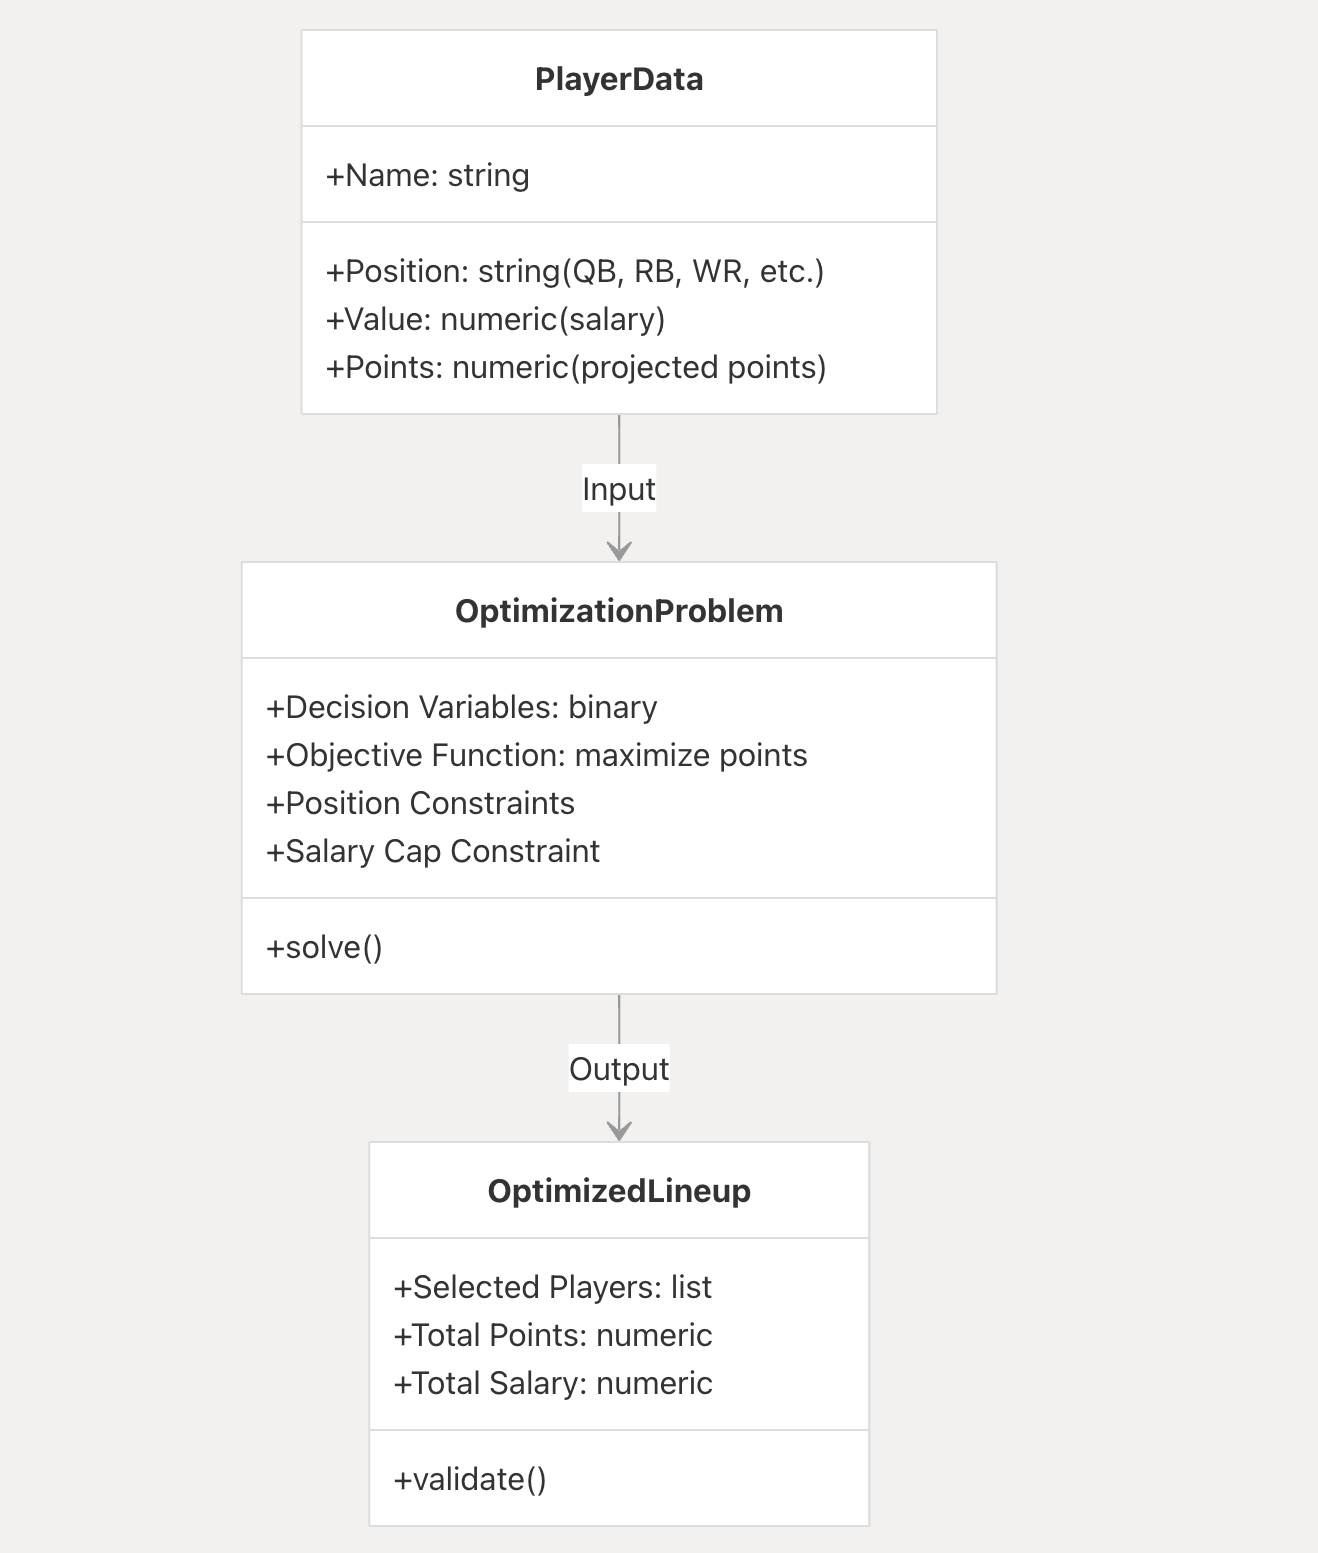 PlayerData
+Name: string
+Position: string(QB, RB, WR, etc.)
+Value: numeric(salary)
+Points: numeric(projected points)
Input
OptimizationProblem
+Decision Variables: binary
+Objective Function: maximize points
+Position Constraints
+Salary Cap Constraint
+solve()
Output
OptimizedLineup
+Selected Players: list
+Total Points: numeric
+Total Salary: numeric
+validate()